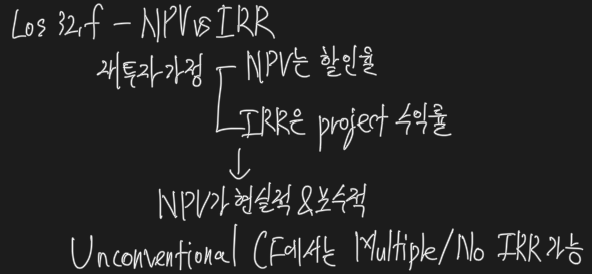 Los 32.f - NPV vs IRR
재투자가정 - NPV는 할인율
IRR은 project 수익률
↓
NPV가 현실적 & 보수적
Unconventional CF에서는 Multiple/No IRR 가능